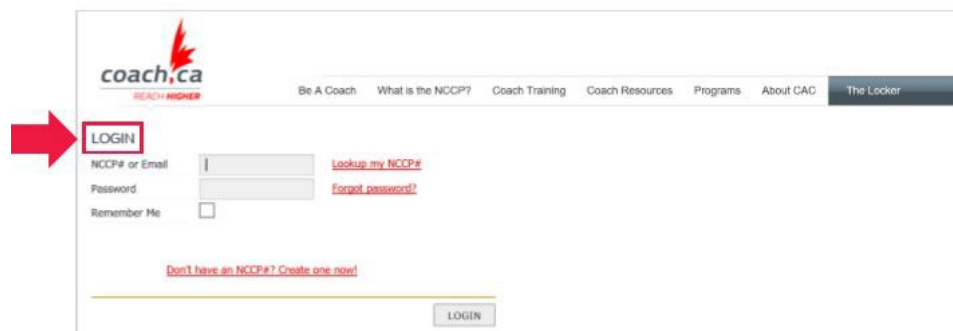 coach.ca
REACH HIGHER
Be A Coach What is the NCCP? Coach Training Coach Resources Programs About CAC The Locker
LOGIN
NCCP# or Email Lookup my NCCP#
Password Forgot password?
Remember Me
Don't have an NCCP#? Create one now!
LOGIN